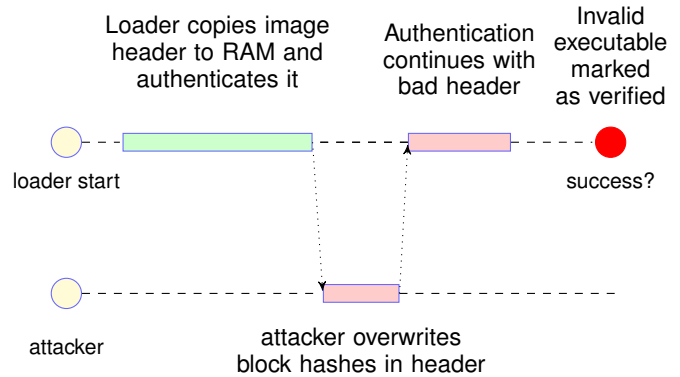 Loader copies image
header to RAM and
authenticates it
Authentication
continues with
bad header
Invalid
executable
marked
as verified
loader start
success?
attacker
attacker overwrites
block hashes in header